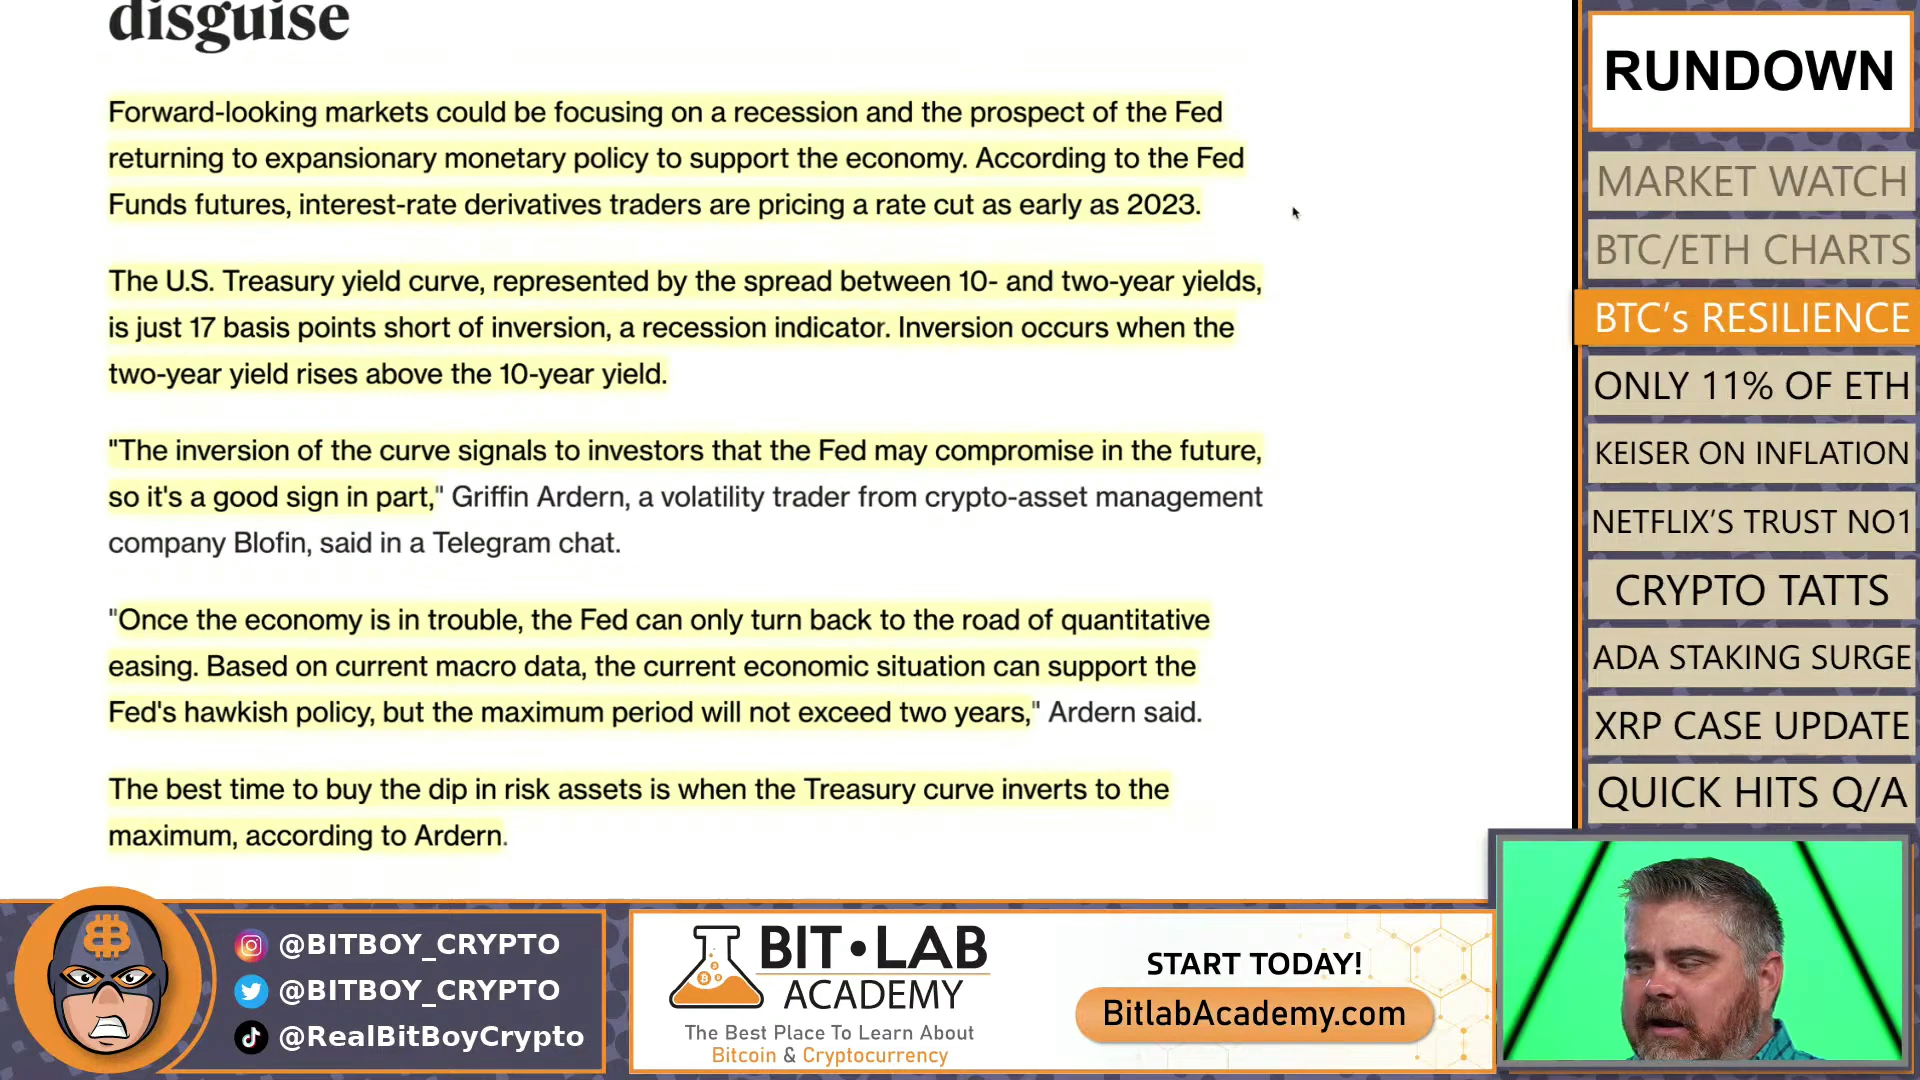 disguise
Forward-looking markets could be focusing on a recession and the prospect of the Fed
returning to expansionary monetary policy to support the economy. According to the Fed
Funds futures, interest-rate derivatives traders are pricing a rate cut as early as 2023.
The U.S. Treasury yield curve, represented by the spread between 10- and two-year yields,
is just 17 basis points short of inversion, a recession indicator. Inversion occurs when the
two-year yield rises above the 10-year yield.
"The inversion of the curve signals to investors that the Fed may compromise in the future,
so it's a good sign in part," Griffin Ardern, a volatility trader from crypto-asset management
company Blofin, said in a Telegram chat.
"Once the economy is in trouble, the Fed can only turn back to the road of quantitative
easing. Based on current macro data, the current economic situation can support the
Fed's hawkish policy, but the maximum period will not exceed two years," Ardern said.
The best time to buy the dip in risk assets is when the Treasury curve inverts to the
maximum, according to Ardern.
RUNDOWN
MARKET WATCH
BTC/ETH CHARTS
BTC's RESILIENCE
ONLY 11% OF ETH
KEISER ON INFLATION
NETFLIX'S TRUST NO1
CRYPTO TATTS
ADA STAKING SURGE
XRP CASE UPDATE
QUICK HITS Q/A
@BITBOY_CRYPTO
@BITBOY_CRYPTO
@RealBitBoyCrypto
BIT•LAB
ACADEMY
The Best Place To Learn About
Bitcoin & Cryptocurrency
START TODAY!
BitlabAcademy.com